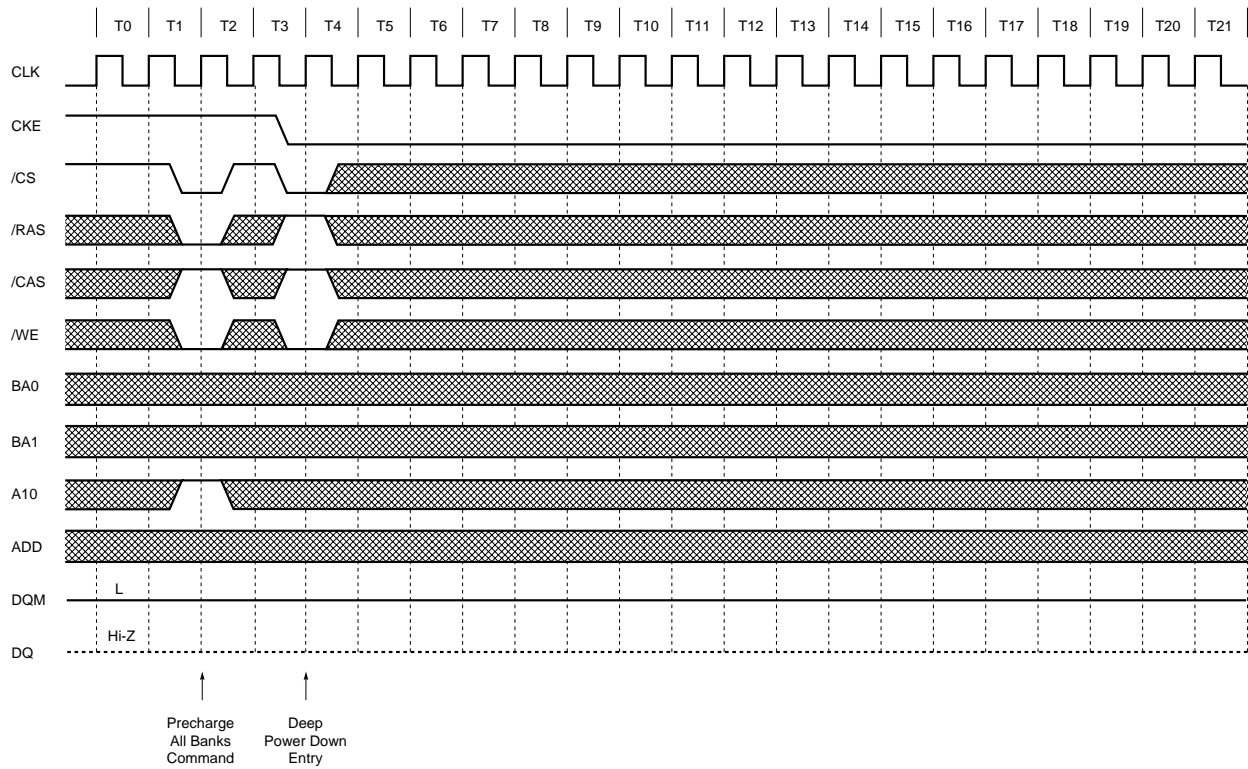 T0 T1 T2 T3 T4 T5 T6 T7 T8 T9 T10 T11 T12 T13 T14 T15 T16 T17 T18 T19 T20 T21
CLK
CKE
/CS
/RAS
/CAS
/WE
BA0
BA1
A10
ADD
L
DQM
Hi-Z
DQ
Precharge
All Banks
Command
Deep
Power Down
Entry